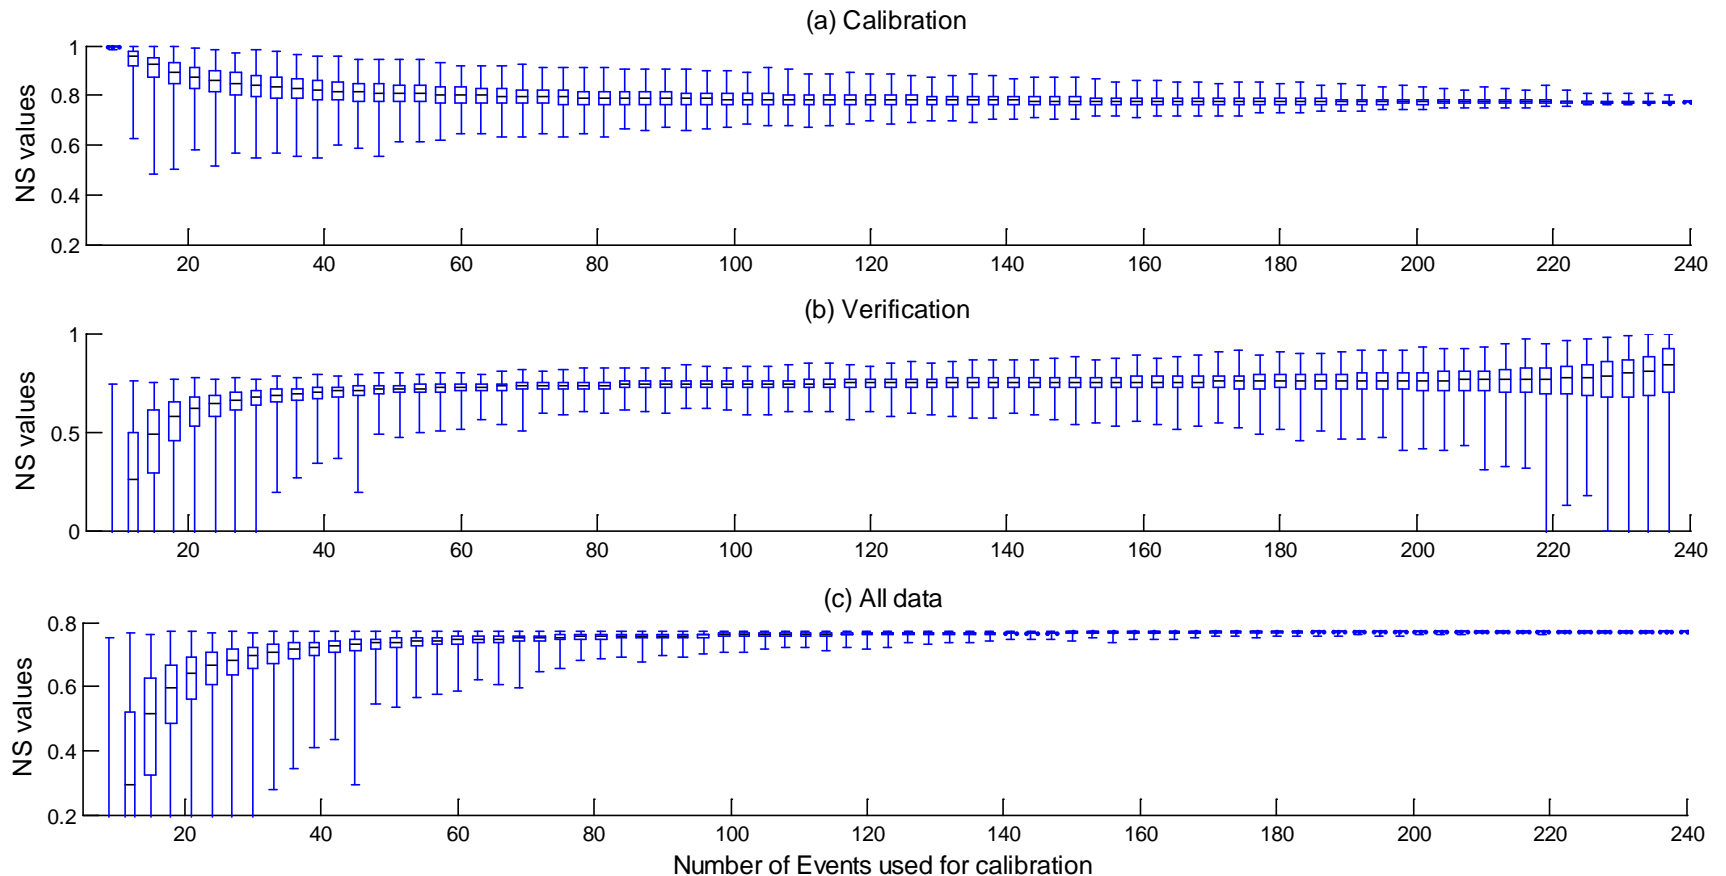 (a) Calibration
NS values
1
0.8
0.6
0.4
0.2
20 40 60 80 100 120 140 160 180 200 220 240
(b) Verification
NS values
1
0.5
0
20 40 60 80 100 120 140 160 180 200 220 240
(c) All data
NS values
0.8
0.6
0.4
0.2
20 40 60 80 100 120 140 160 180 200 220 240
Number of Events used for calibration